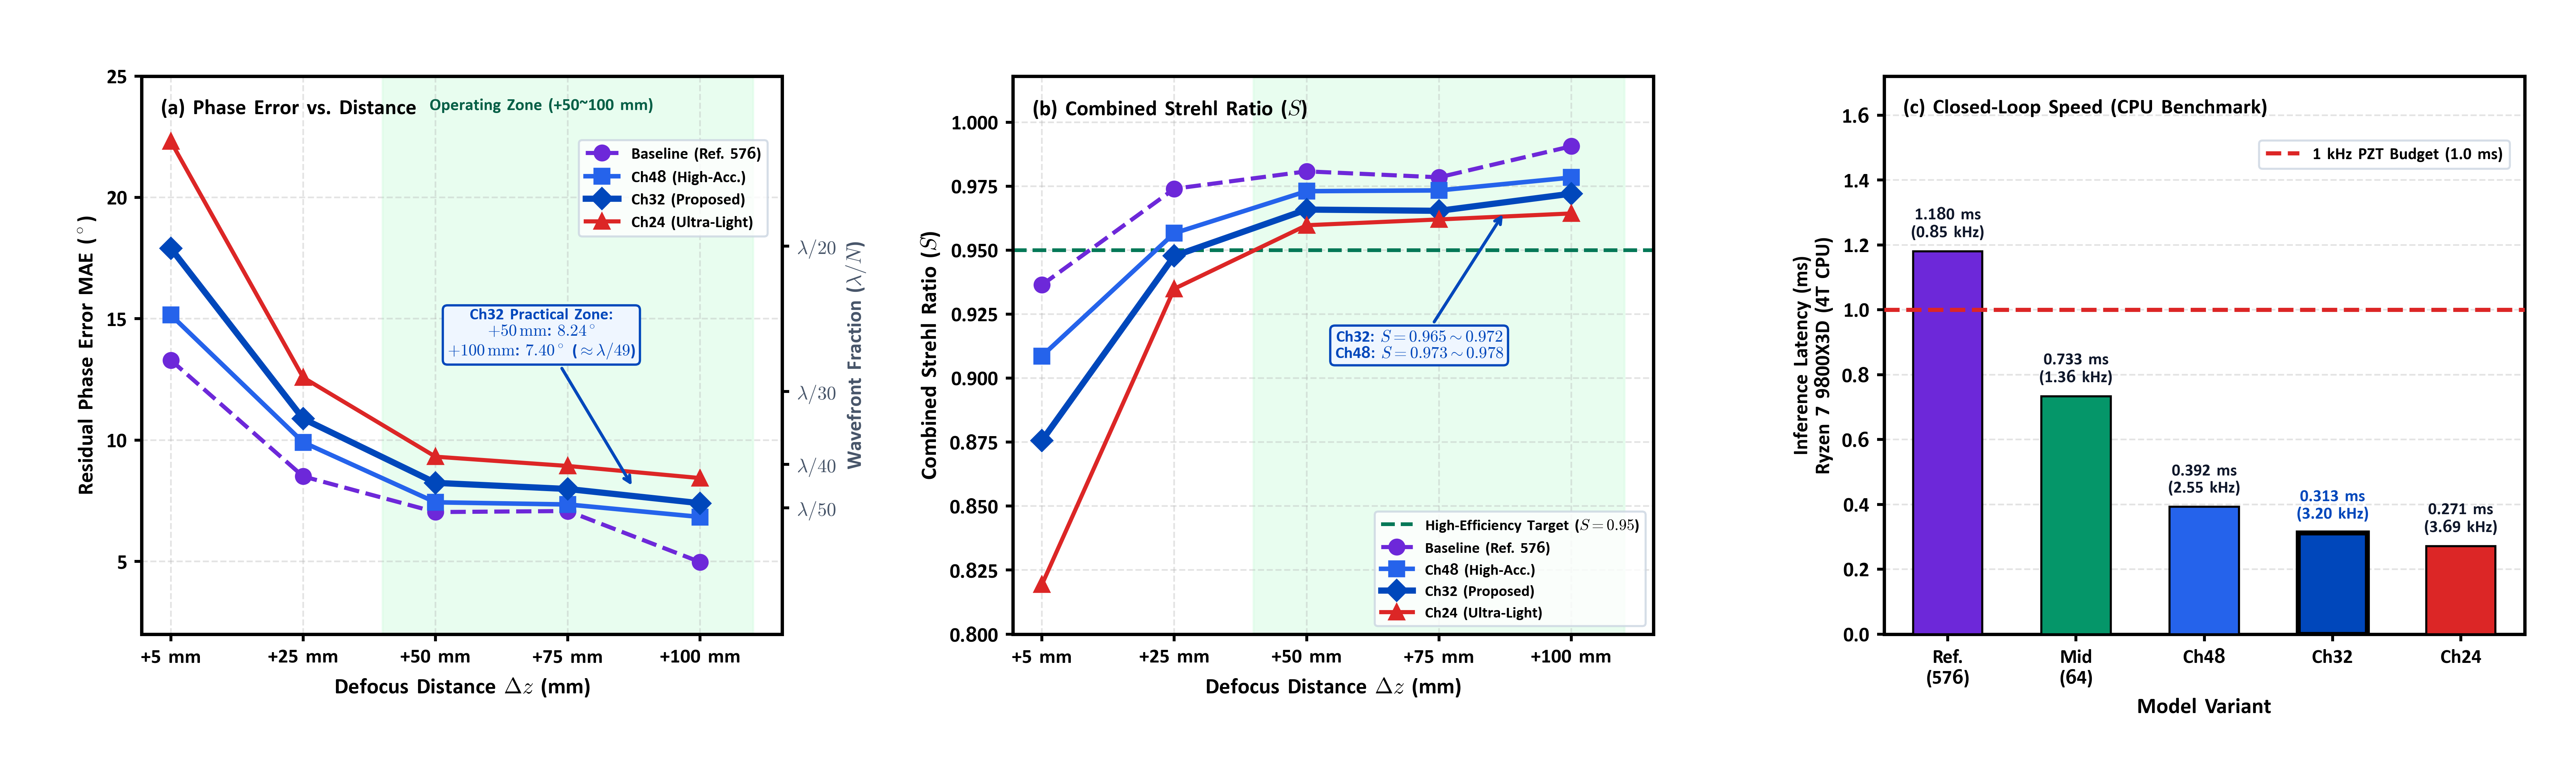 (a) Phase Error vs. Distance
Operating Zone (+50~100 mm)
Baseline (Ref. 576)
Ch48 (High-Acc.)
Ch32 (Proposed)
Ch24 (Ultra-Light)
Ch32 Practical Zone:
+50 mm: 8.24°
+100 mm: 7.40° (≈λ/49)
25
20
15
10
5
Residual Phase Error MAE (°)
λ/20
λ/30
λ/40
λ/50
Wavefront Fraction (λ/N)
+5 mm
+25 mm
+50 mm
+75 mm
+100 mm
Defocus Distance Δz (mm)
(b) Combined Strehl Ratio (S)
1.000
0.975
0.950
0.925
0.900
0.875
0.850
0.825
0.800
Combined Strehl Ratio (S)
Ch32: S = 0.965 ~ 0.972
Ch48: S = 0.973 ~ 0.978
High-Efficiency Target (S = 0.95)
Baseline (Ref. 576)
Ch48 (High-Acc.)
Ch32 (Proposed)
Ch24 (Ultra-Light)
+5 mm
+25 mm
+50 mm
+75 mm
+100 mm
Defocus Distance Δz (mm)
(c) Closed-Loop Speed (CPU Benchmark)
1 kHz PZT Budget (1.0 ms)
1.6
1.4
1.2
1.0
0.8
0.6
0.4
0.2
0.0
Inference Latency (ms)
Ryzen 7 9800X3D (4T CPU)
1.180 ms
(0.85 kHz)
0.733 ms
(1.36 kHz)
0.392 ms
(2.55 kHz)
0.313 ms
(3.20 kHz)
0.271 ms
(3.69 kHz)
Ref.
(576)
Mid
(64)
Ch48
Ch32
Ch24
Model Variant